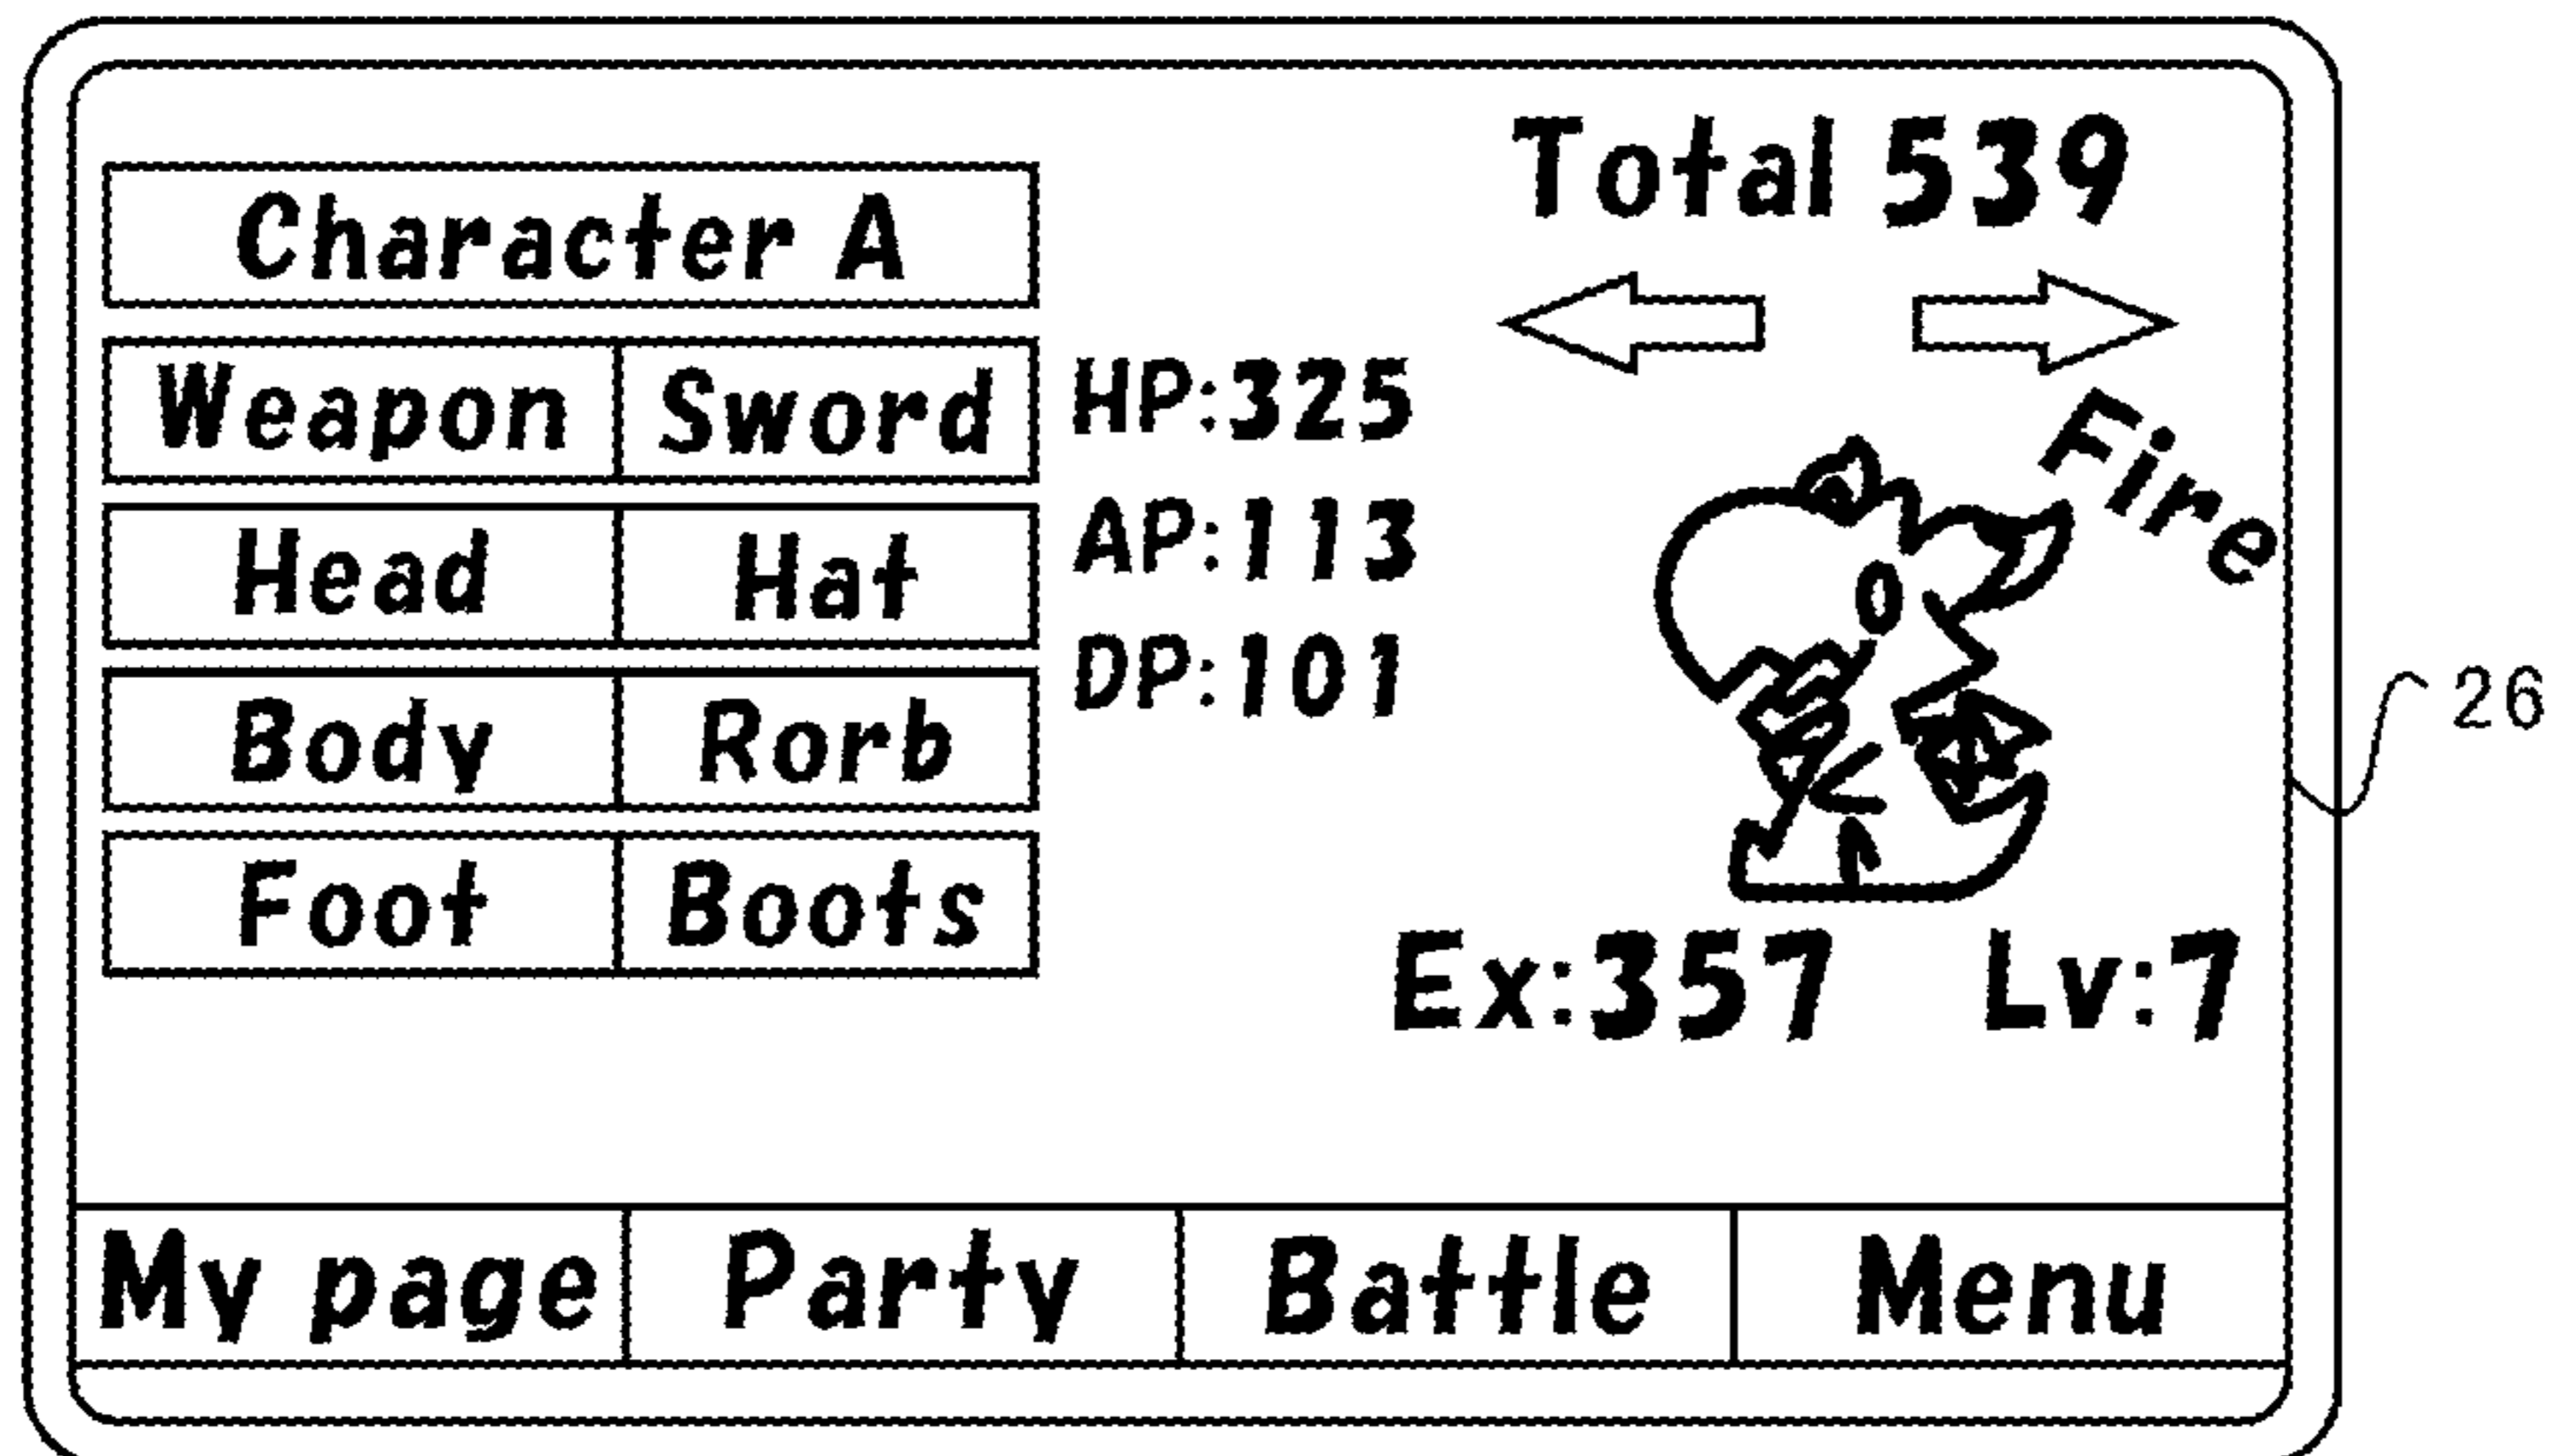 Total 539
Character A
Weapon Sword
HP:325
Fire
Head Hat
AP:113
Body Rorb
DP:101
26
Foot Boots
Ex:357 Lv:7
My page Party Battle Menu